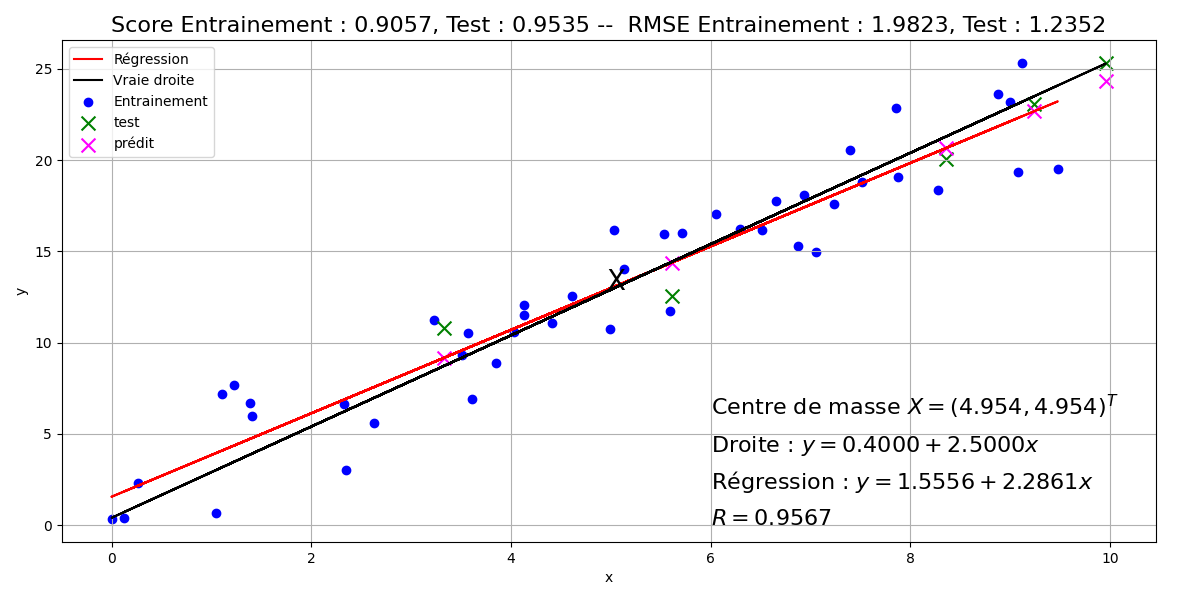 Score Entrainement : 0.9057, Test : 0.9535 -- RMSE Entrainement : 1.9823, Test : 1.2352
Régression
Vraie droite
Entrainement
test
prédit
25
20
15
10
5
0
y
X
Centre de masse X = (4.954, 4.954)^T
Droite : y = 0.4000 + 2.5000x
Régression : y = 1.5556 + 2.2861x
R = 0.9567
0 2 4 6 8 10
x